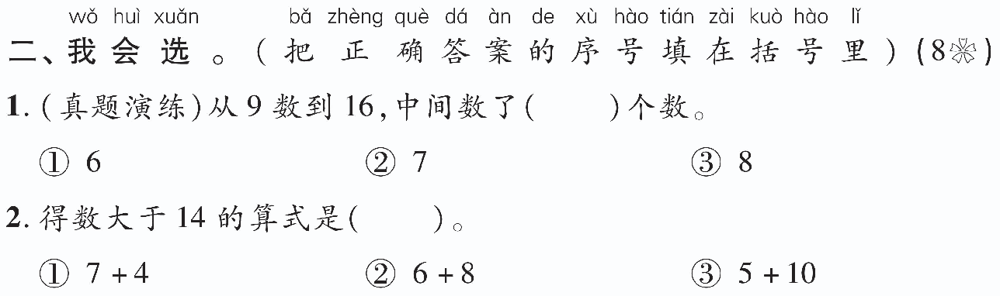 wǒ huì xuǎn bǎ zhèng què dá àn de xù hào tián zài kuò hào lǐ
二、我会选。(把正确答案的序号填在括号里)(8❀)
1.(真题演练)从9数到16,中间数了(　　)个数。
① 6 ② 7 ③ 8
2.得数大于14的算式是(　　)。
① 7+4 ② 6+8 ③ 5+10